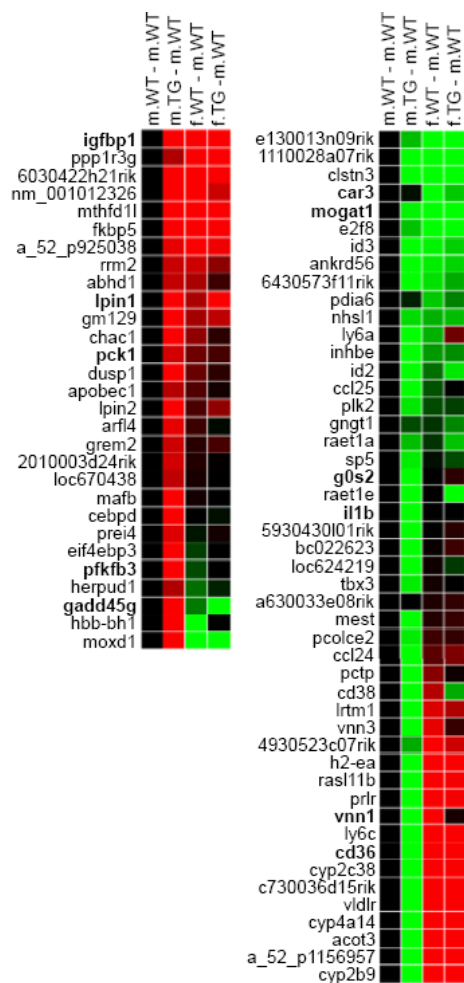 m.WT - m.WT
m.TG - m.WT
f.WT - m.WT
f.TG -m.WT
igfbp1
ppp1r3g
6030422h21rik
nm_001012326
mthfd1l
fkbp5
a_52_p925038
rrm2
abhd1
lpin1
gm129
chac1
pck1
dusp1
apobec1
lpin2
arfl4
grem2
2010003d24rik
loc670438
mafb
cebpd
prei4
eif4ebp3
pfkfb3
herpud1
gadd45g
hbb-bh1
moxd1
m.WT - m.WT
m.TG - m.WT
f.WT - m.WT
f.TG - m.WT
e130013n09rik
1110028a07rik
clstn3
car3
mogat1
e2f8
id3
ankrd56
6430573f11rik
pdia6
nhsl1
ly6a
inhbe
id2
ccl25
plk2
gngt1
raet1a
sp5
g0s2
raet1e
il1b
5930430l01rik
bc022623
loc624219
tbx3
a630033e08rik
mest
pcolce2
ccl24
pctp
cd38
lrtm1
vnn3
4930523c07rik
h2-ea
rasl11b
prlr
vnn1
ly6c
cd36
cyp2c38
c730036d15rik
vldlr
cyp4a14
acot3
a_52_p1156957
cyp2b9